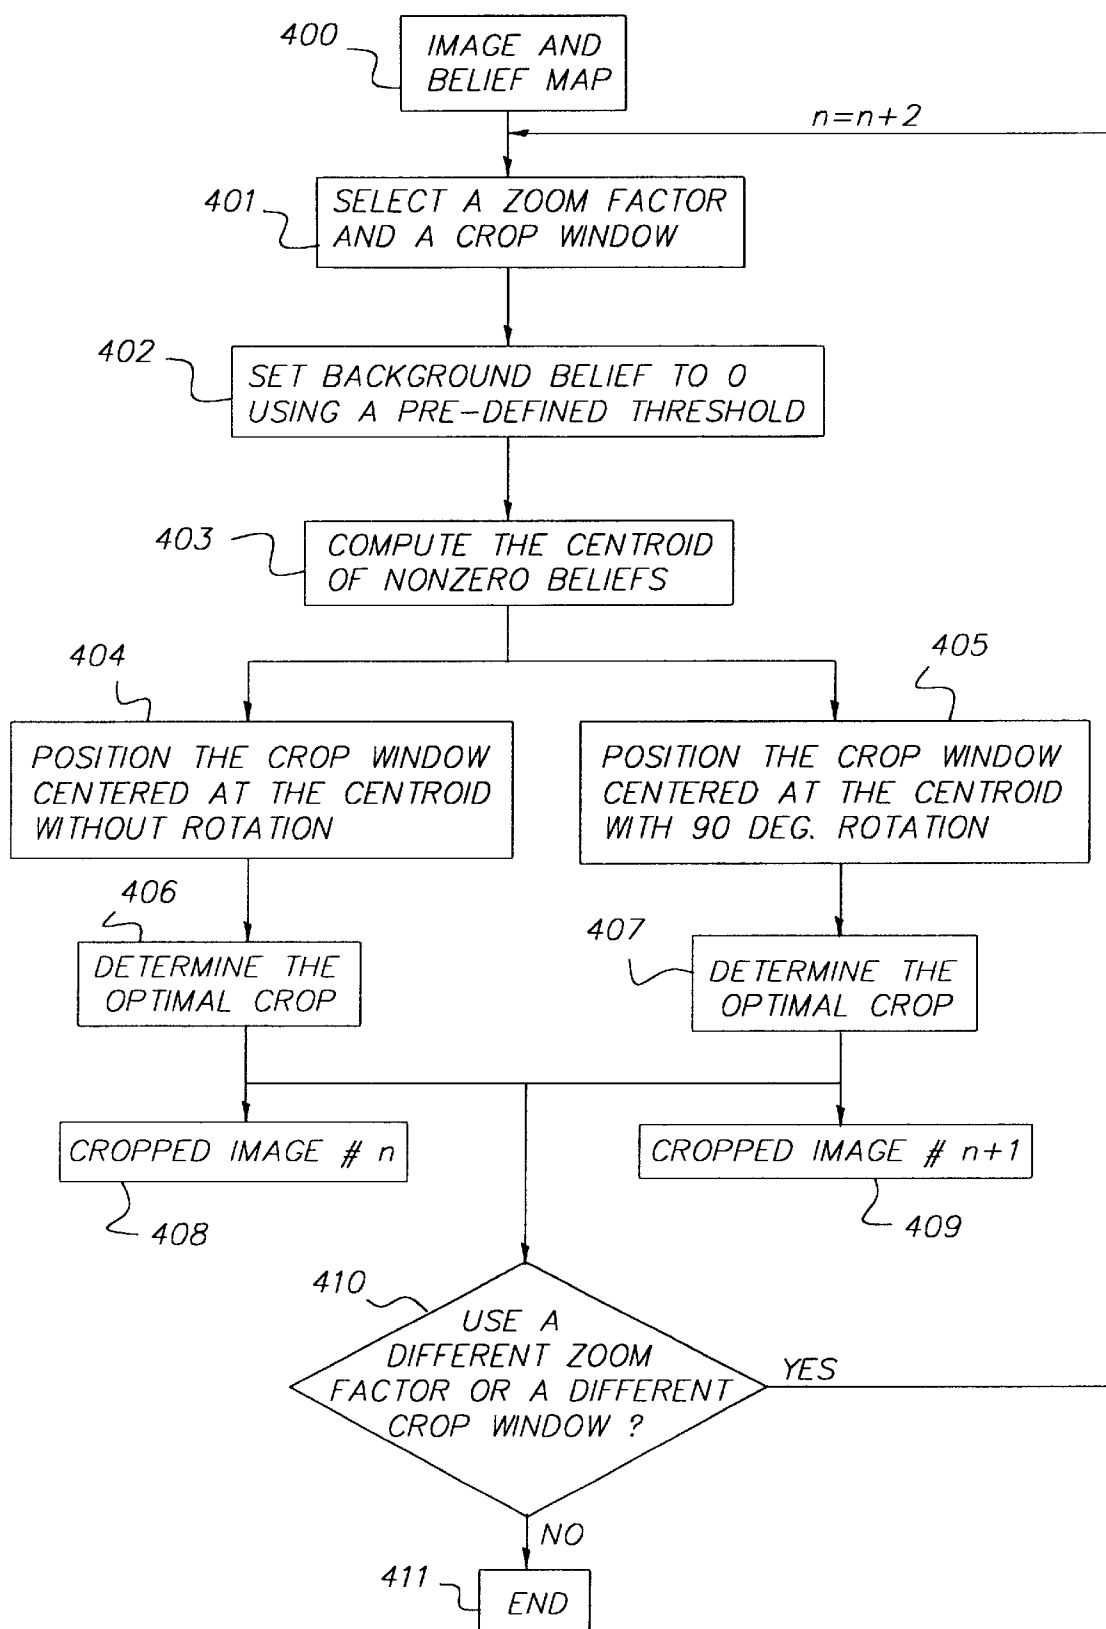 400
IMAGE AND
BELIEF MAP
n=n+2
401
SELECT A ZOOM FACTOR
AND A CROP WINDOW
402
SET BACKGROUND BELIEF TO 0
USING A PRE-DEFINED THRESHOLD
403
COMPUTE THE CENTROID
OF NONZERO BELIEFS
404
405
POSITION THE CROP WINDOW
CENTERED AT THE CENTROID
WITHOUT ROTATION
POSITION THE CROP WINDOW
CENTERED AT THE CENTROID
WITH 90 DEG. ROTATION
406
407
DETERMINE THE
OPTIMAL CROP
DETERMINE THE
OPTIMAL CROP
CROPPED IMAGE # n
CROPPED IMAGE # n+1
408
409
410
USE A
DIFFERENT ZOOM
FACTOR OR A DIFFERENT
CROP WINDOW ?
YES
NO
411
END